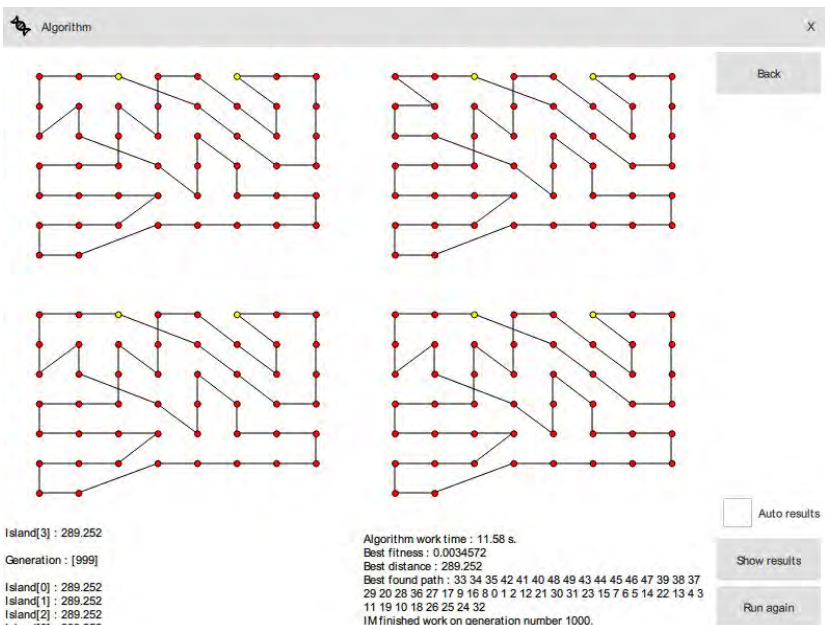 Algorithm
X
Back
Auto results
Show results
Run again
Island[3] : 289.252
Generation : [999]
Island[0] : 289.252
Island[1] : 289.252
Island[2] : 289.252
Algorithm work time : 11.58 s.
Best fitness : 0.0034572
Best distance : 289.252
Best found path : 33 34 35 42 41 40 48 49 43 44 45 46 47 39 38 37
29 20 28 36 27 17 9 16 8 0 1 2 12 21 30 31 23 15 7 6 5 14 22 13 4 3
11 19 10 18 26 25 24 32
IM finished work on generation number 1000.